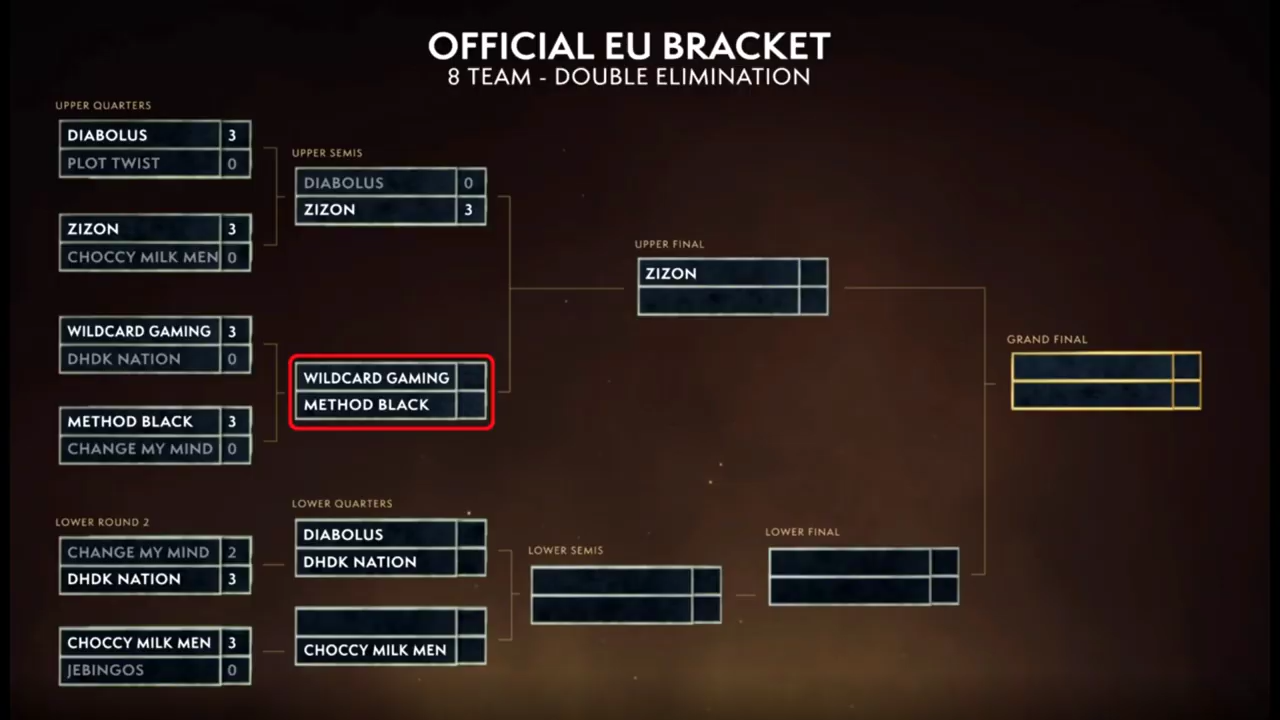 OFFICIAL EU BRACKET
8 TEAM - DOUBLE ELIMINATION
UPPER QUARTERS
DIABOLUS 3
PLOT TWIST 0
ZIZON 3
CHOCCY MILK MEN 0
WILDCARD GAMING 3
DHDK NATION 0
METHOD BLACK 3
CHANGE MY MIND 0
UPPER SEMIS
DIABOLUS 0
ZIZON 3
WILDCARD GAMING
METHOD BLACK
UPPER FINAL
ZIZON
GRAND FINAL
LOWER ROUND 2
CHANGE MY MIND 2
DHDK NATION 3
CHOCCY MILK MEN 3
JEBINGOS 0
LOWER QUARTERS
DIABOLUS
DHDK NATION
CHOCCY MILK MEN
LOWER SEMIS
LOWER FINAL